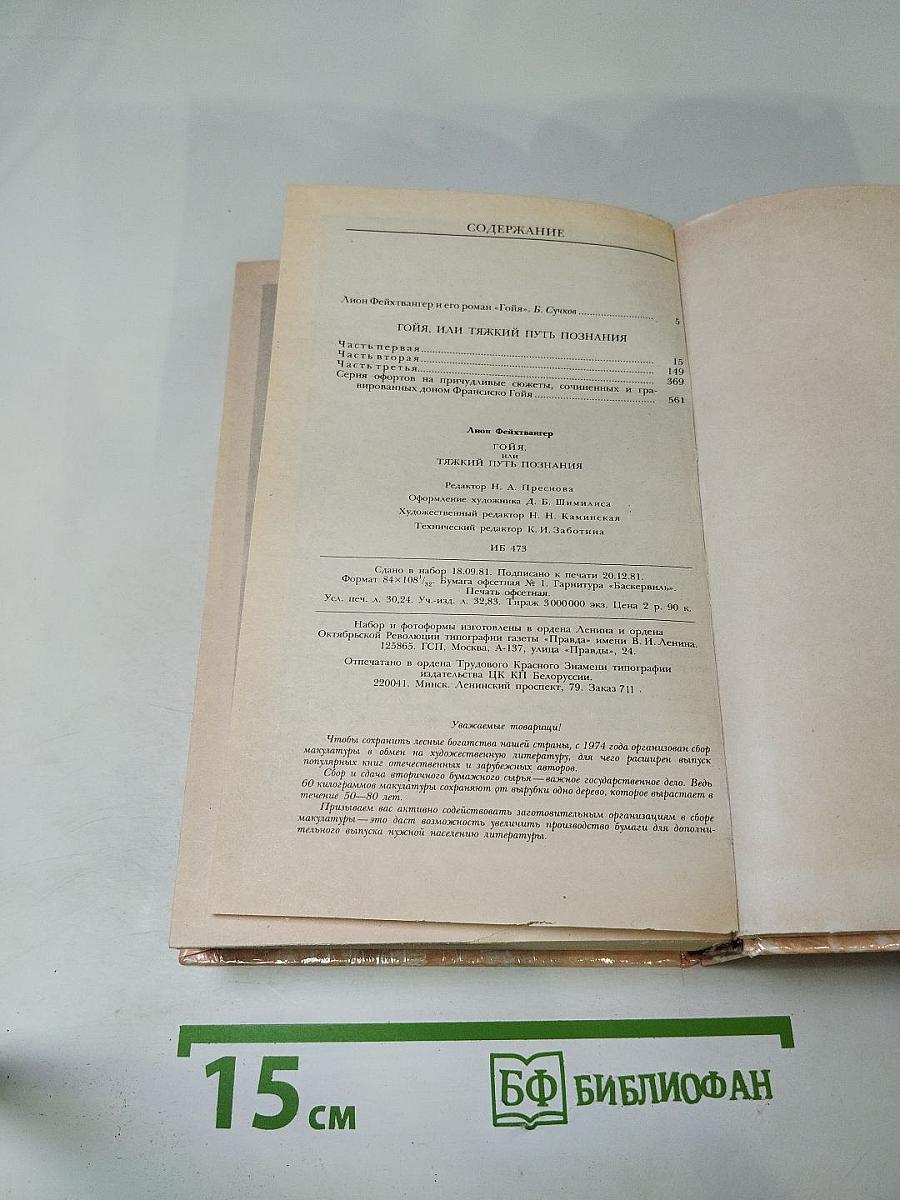 СОДЕРЖАНИЕ
Лион Фейхтвангер и его роман «Гойя». Б. Сучков ..... 5
ГОЙЯ, ИЛИ ТЯЖКИЙ ПУТЬ ПОЗНАНИЯ
Часть первая ..... 15
Часть вторая ..... 149
Часть третья ..... 369
Серия офортов на причудливые сюжеты, сочиненных и гра-
вированных доном Франсиско Гойя ..... 561
Лион Фейхтвангер
ГОЙЯ,
ИЛИ
ТЯЖКИЙ ПУТЬ ПОЗНАНИЯ
Редактор Н. А. Преснова
Оформление художника Д. Б. Шимилиса
Художественный редактор Н. Н. Каминская
Технический редактор К. И. Заботина
ИБ 473
Сдано в набор 18.09.81. Подписано к печати 20.12.81.
Формат 84×108 1/32. Бумага офсетная № 1. Гарнитура «Баскервиль».
Печать офсетная.
Усл. печ. л. 30,24. Уч.-изд. л. 32,83. Тираж 3 000 000 экз. Цена 2 р. 90 к.
Набор и фотоформы изготовлены в ордена Ленина и ордена
Октябрьской Революции типографии газеты «Правда» имени В. И. Ленина.
125865. ГСП, Москва, А-137, улица «Правды», 24.
Отпечатано в ордена Трудового Красного Знамени типографии
издательства ЦК КП Белоруссии.
220041. Минск. Ленинский проспект, 79. Заказ 711.
Уважаемые товарищи!
Чтобы сохранить лесные богатства нашей страны, с 1974 года организован сбор
макулатуры в обмен на художественную литературу, для чего расширен выпуск
популярных книг отечественных и зарубежных авторов.
Сбор и сдача вторичного бумажного сырья — важное государственное дело. Ведь
60 килограммов макулатуры сохраняют от вырубки одно дерево, которое вырастает в
течение 50—80 лет.
Призываем вас активно содействовать заготовительным организациям в сборе
макулатуры — это даст возможность увеличить производство бумаги для дополни-
тельного выпуска нужной населению литературы.
15 см
БФ БИБЛИОФАН